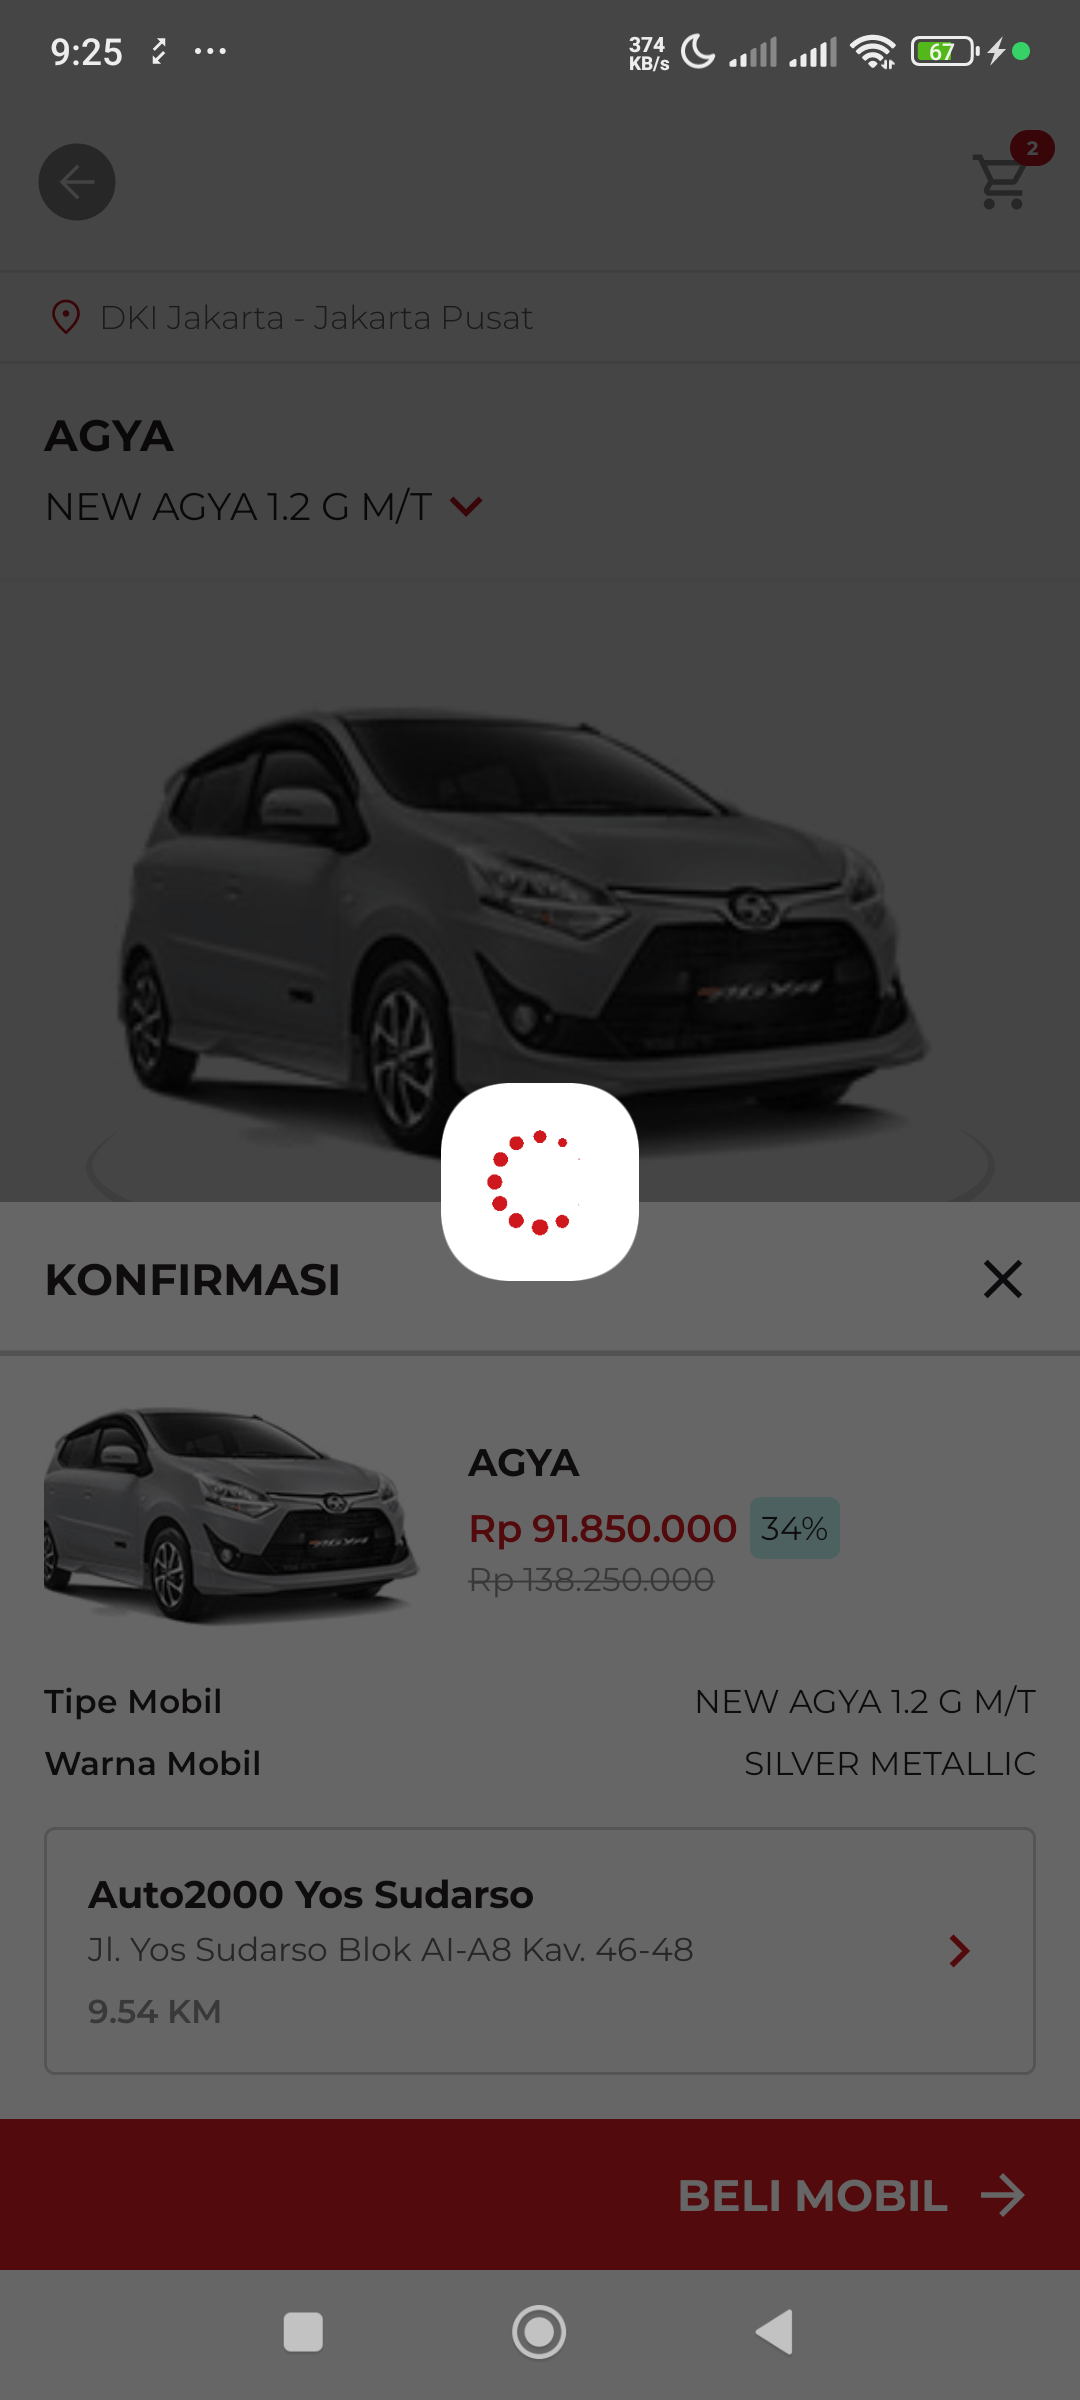 9:25
374
KB/s
67
2
DKI Jakarta - Jakarta Pusat
AGYA
NEW AGYA 1.2 G M/T
AGYA
KONFIRMASI
AGYA
AGYA
Rp 91.850.000 34%
Rp 138.250.000
Tipe Mobil NEW AGYA 1.2 G M/T
Warna Mobil SILVER METALLIC
Auto2000 Yos Sudarso
Jl. Yos Sudarso Blok AI-A8 Kav. 46-48
9.54 KM
BELI MOBIL